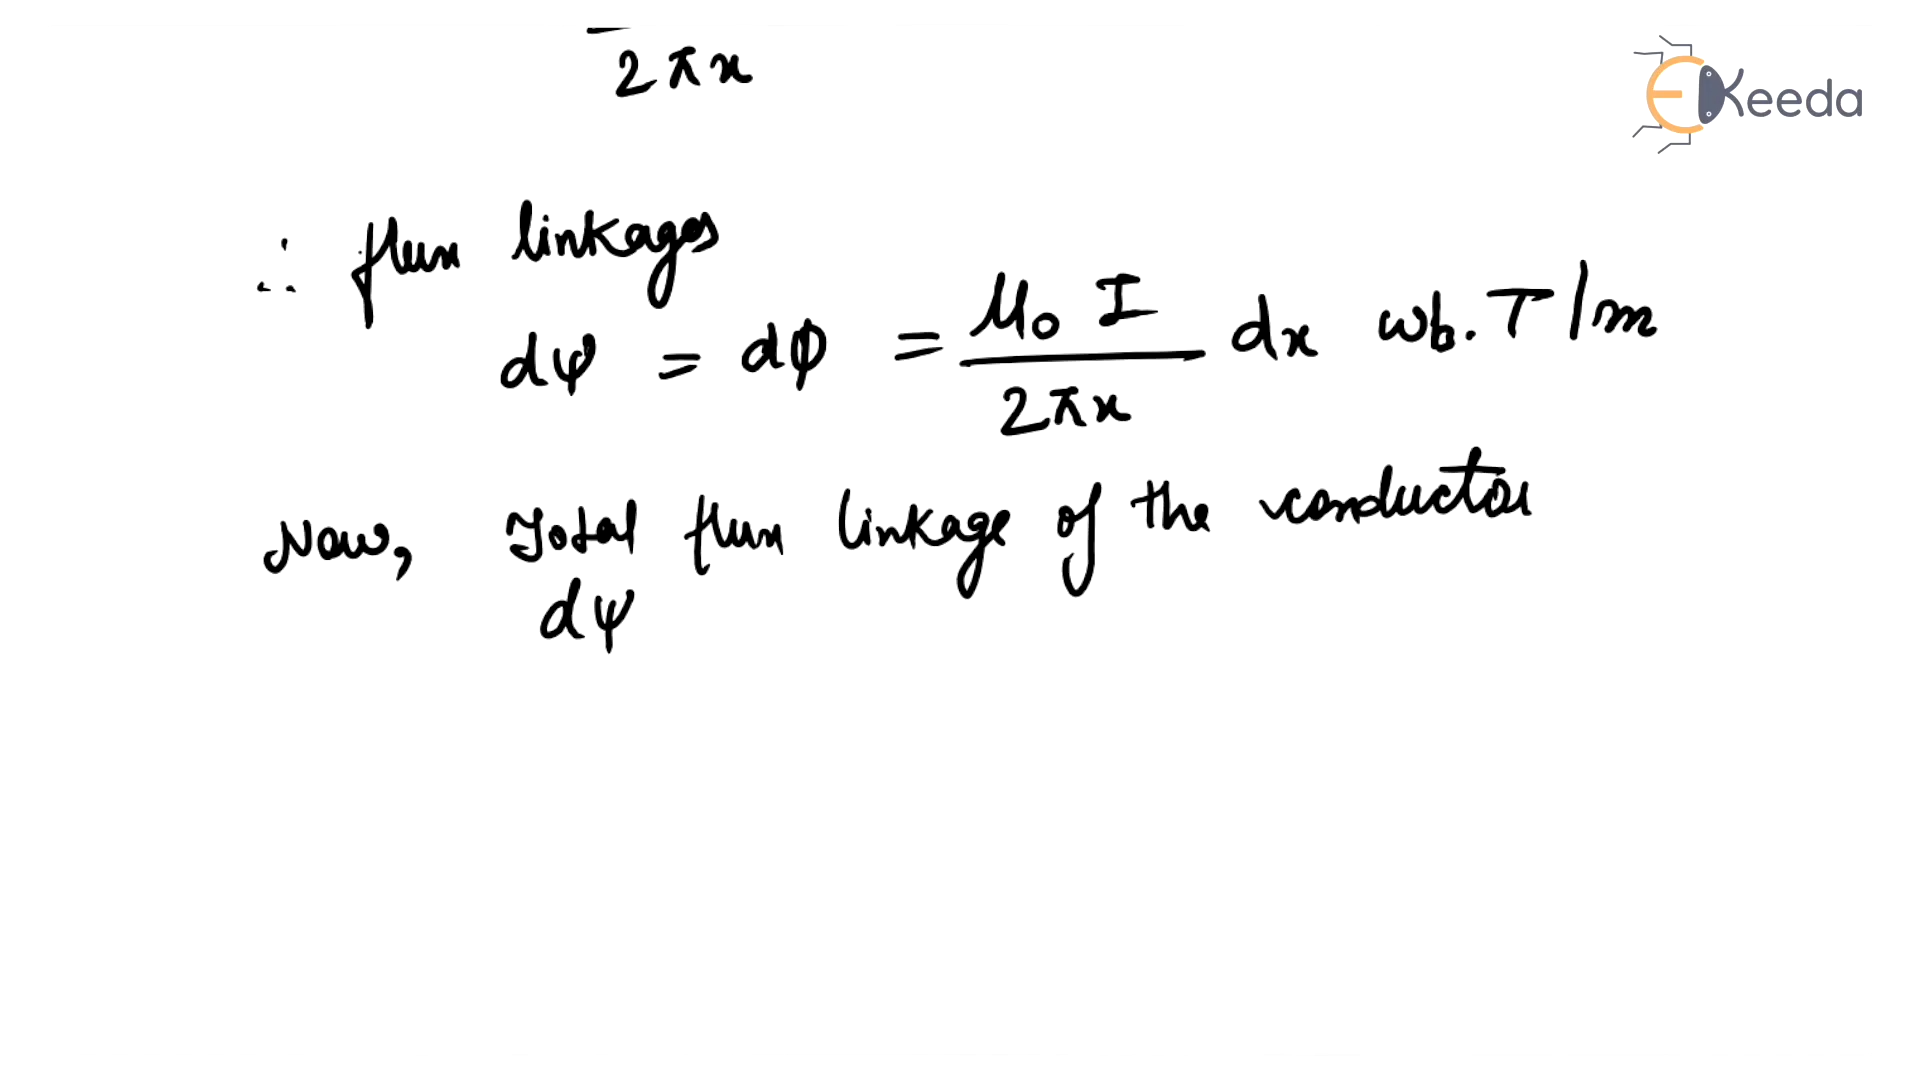 2πx
EKeeda
∴ flux linkages
dψ = dϕ = μ₀ I / 2πx dx wb.T/m
Now, Total flux linkage of the conductor
dψ